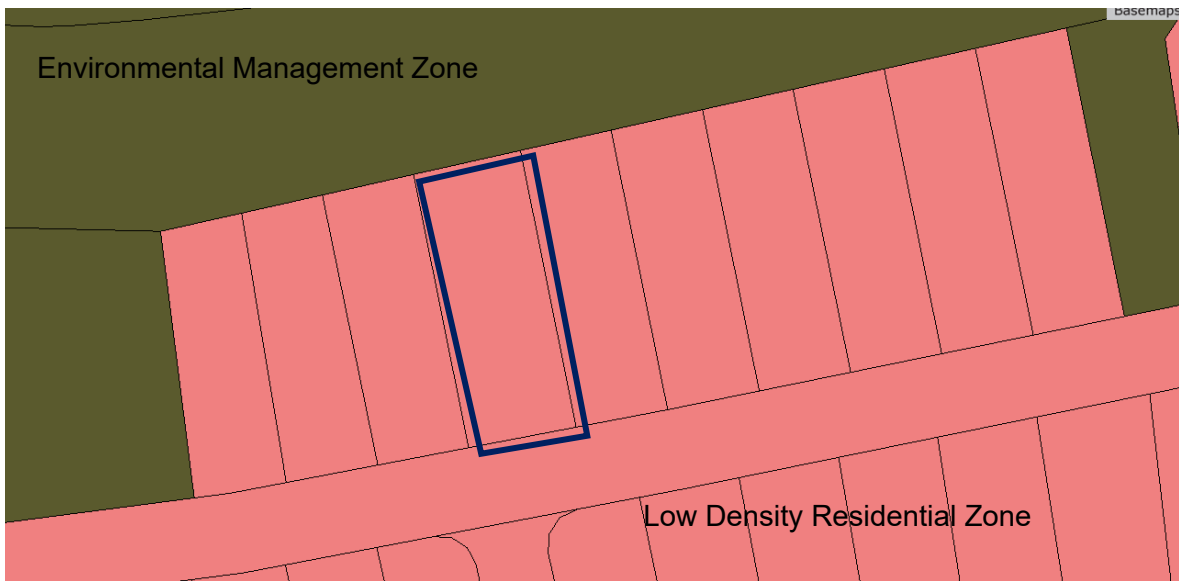 Basemaps
Environmental Management Zone
Low Density Residential Zone